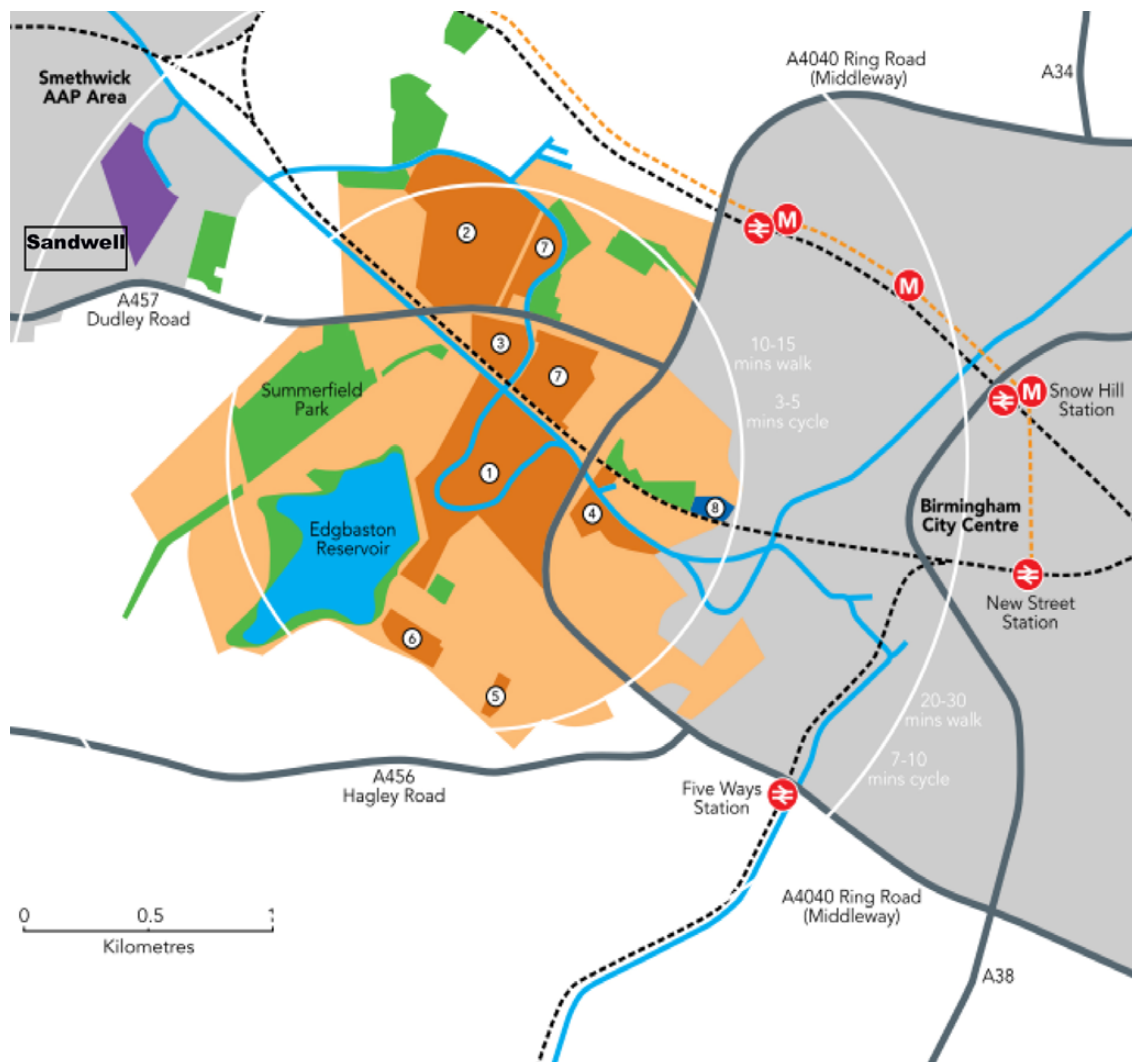 A4040 Ring Road
(Middleway)
A34
Smethwick
AAP Area
Sandwell
M
M
2
7
A457
Dudley Road
3
7
10-15
mins walk
3-5
mins cycle
M
Snow Hill
Station
Summerfield
Park
1
Edgbaston
Reservoir
4
8
Birmingham
City Centre
New Street
Station
6
5
20-30
mins walk
7-10
mins cycle
A456
Hagley Road
Five Ways
Station
A4040 Ring Road
(Middleway)
0 0.5 1
Kilometres
A38